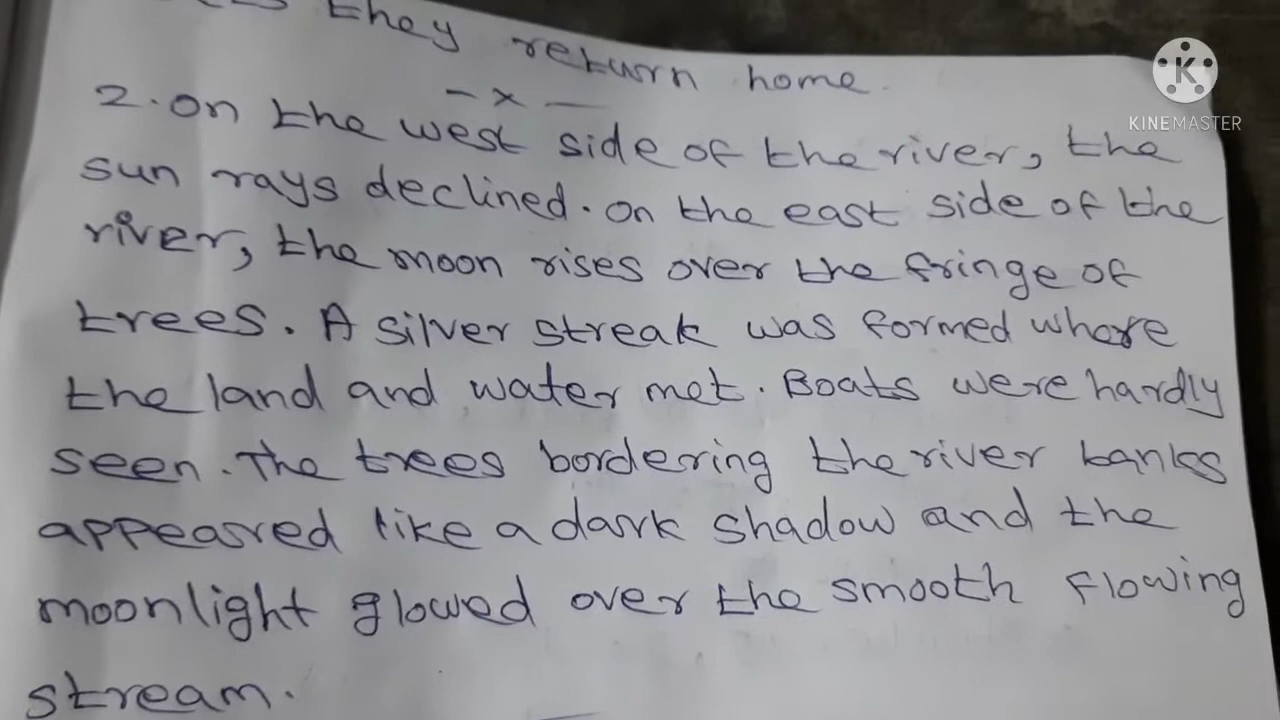 they return home.
- x -
2. on the west side of the river, the
sun rays declined. on the east side of the
river, the moon rises over the fringe of
trees. A silver streak was formed where
the land and water met. Boats were hardly
seen. The trees bordering the river banks
appeared like a dark shadow and the
moonlight glowed over the smooth flowing
stream.
K
KINEMASTER